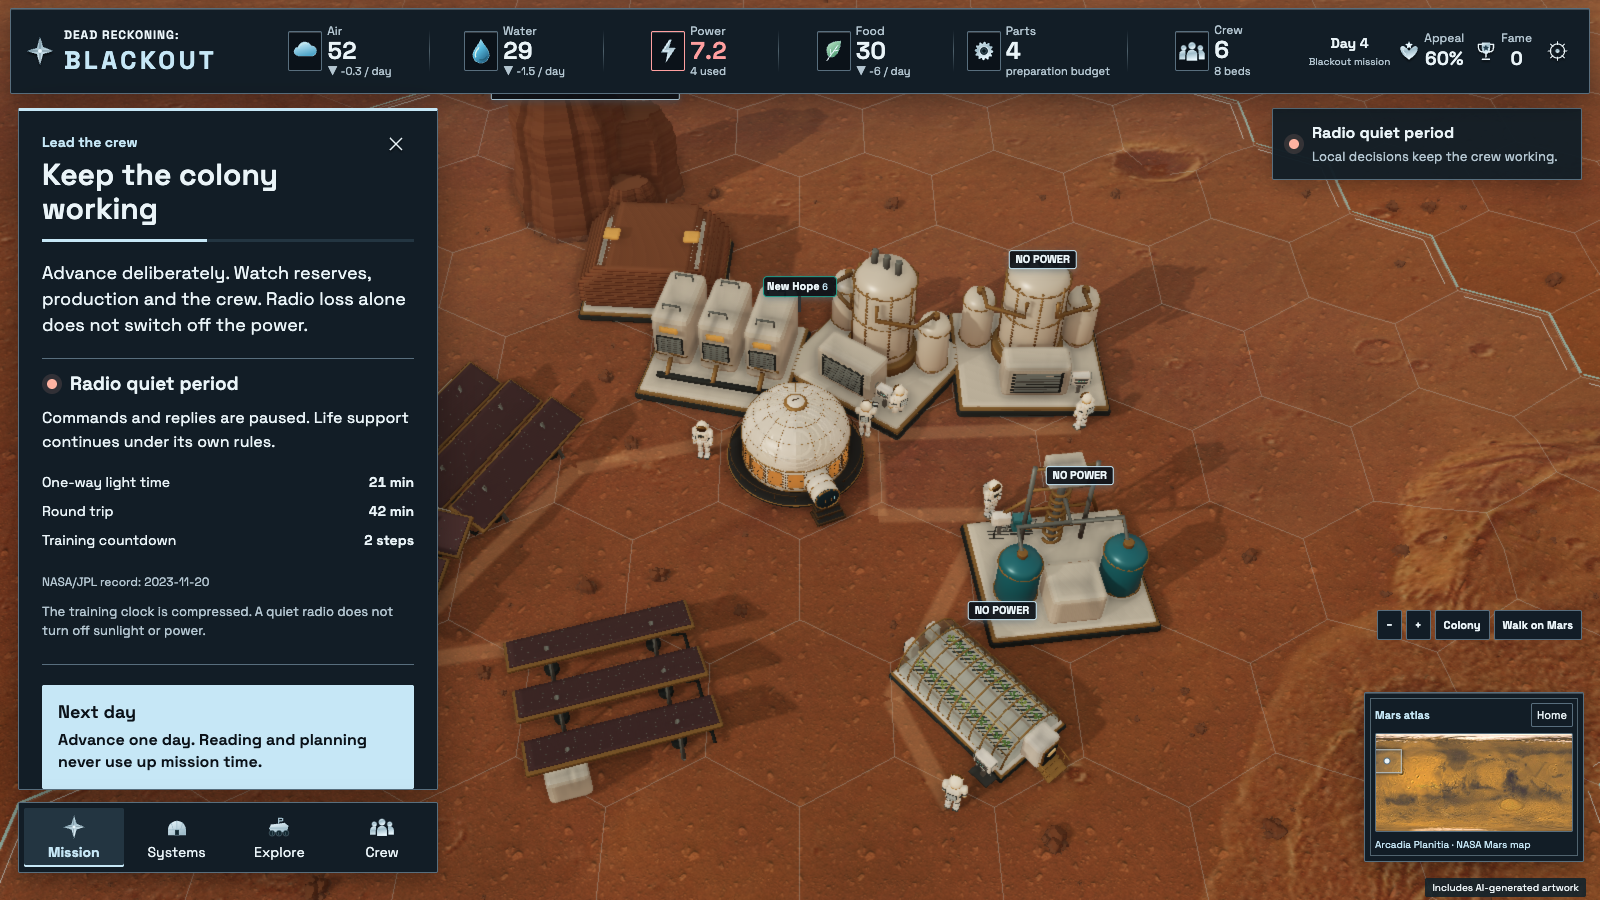 DEAD RECKONING:
BLACKOUT
Air
52
▼ -0.3 / day
Water
29
▼ -1.5 / day
Power
7.2
4 used
Food
30
▼ -6 / day
Parts
4
preparation budget
Crew
6
8 beds
Day 4
Blackout mission
Appeal
60%
Fame
0
Lead the crew
Keep the colony
working
Advance deliberately. Watch reserves,
production and the crew. Radio loss alone
does not switch off the power.
Radio quiet period
Commands and replies are paused. Life support
continues under its own rules.
One-way light time 21 min
Round trip 42 min
Training countdown 2 steps
NASA/JPL record: 2023-11-20
The training clock is compressed. A quiet radio does not
turn off sunlight or power.
Next day
Advance one day. Reading and planning
never use up mission time.
Mission
Systems
Explore
Crew
New Hope 6
NO POWER
NO POWER
NO POWER
Radio quiet period
Local decisions keep the crew working.
-
+
Colony
Walk on Mars
Mars atlas
Home
Arcadia Planitia · NASA Mars map
Includes AI-generated artwork